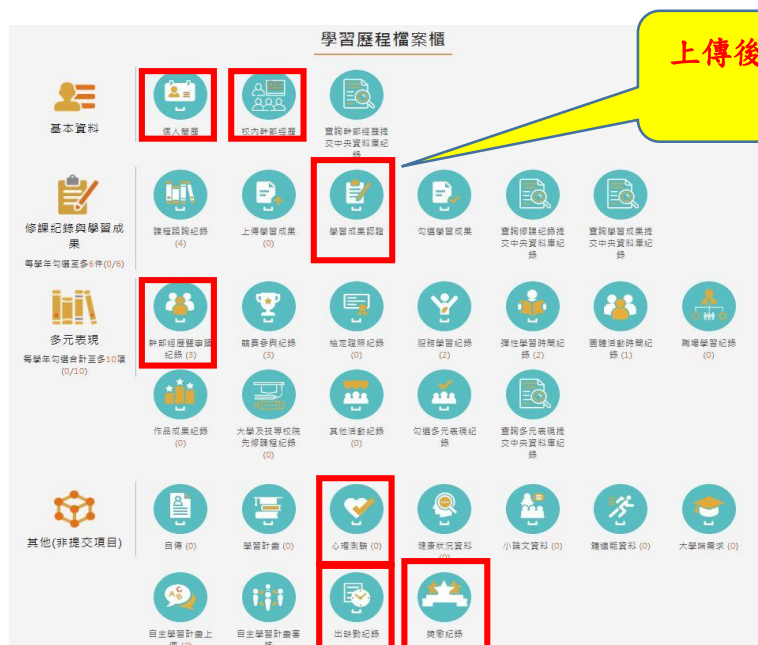 學習歷程檔案櫃
上傳後
基本資料
個人簡歷
校內幹部經歷
查詢幹部經歷提
交中央資料庫紀
錄
修課紀錄與學習成
果
每學年勾選至多6件(0/6)
課程諮詢紀錄
(4)
上傳學習成果
(0)
學習成果認證
勾選學習成果
查詢修課紀錄提
交中央資料庫紀
錄
查詢學習成果提
交中央資料庫紀
錄
多元表現
每學年勾選合計至多10項
(0/10)
幹部經歷暨事蹟
紀錄 (3)
競賽參與紀錄
(3)
檢定證照紀錄
(0)
服務學習紀錄
(2)
彈性學習時間紀
錄 (2)
團體活動時間紀
錄 (1)
職場學習紀錄
(0)
作品成果紀錄
(0)
大學及技專校院
先修課程紀錄
(0)
其他活動紀錄
(0)
勾選多元表現紀
錄
查詢多元表現提
交中央資料庫紀
錄
其他(非提交項目)
自傳 (0)
學習計畫 (0)
心理測驗 (0)
健康狀況資料
(0)
小論文資料 (0)
體適能資料 (0)
大學端需求 (0)
自主學習計畫上
自主學習計畫書
出缺勤紀錄
獎懲紀錄